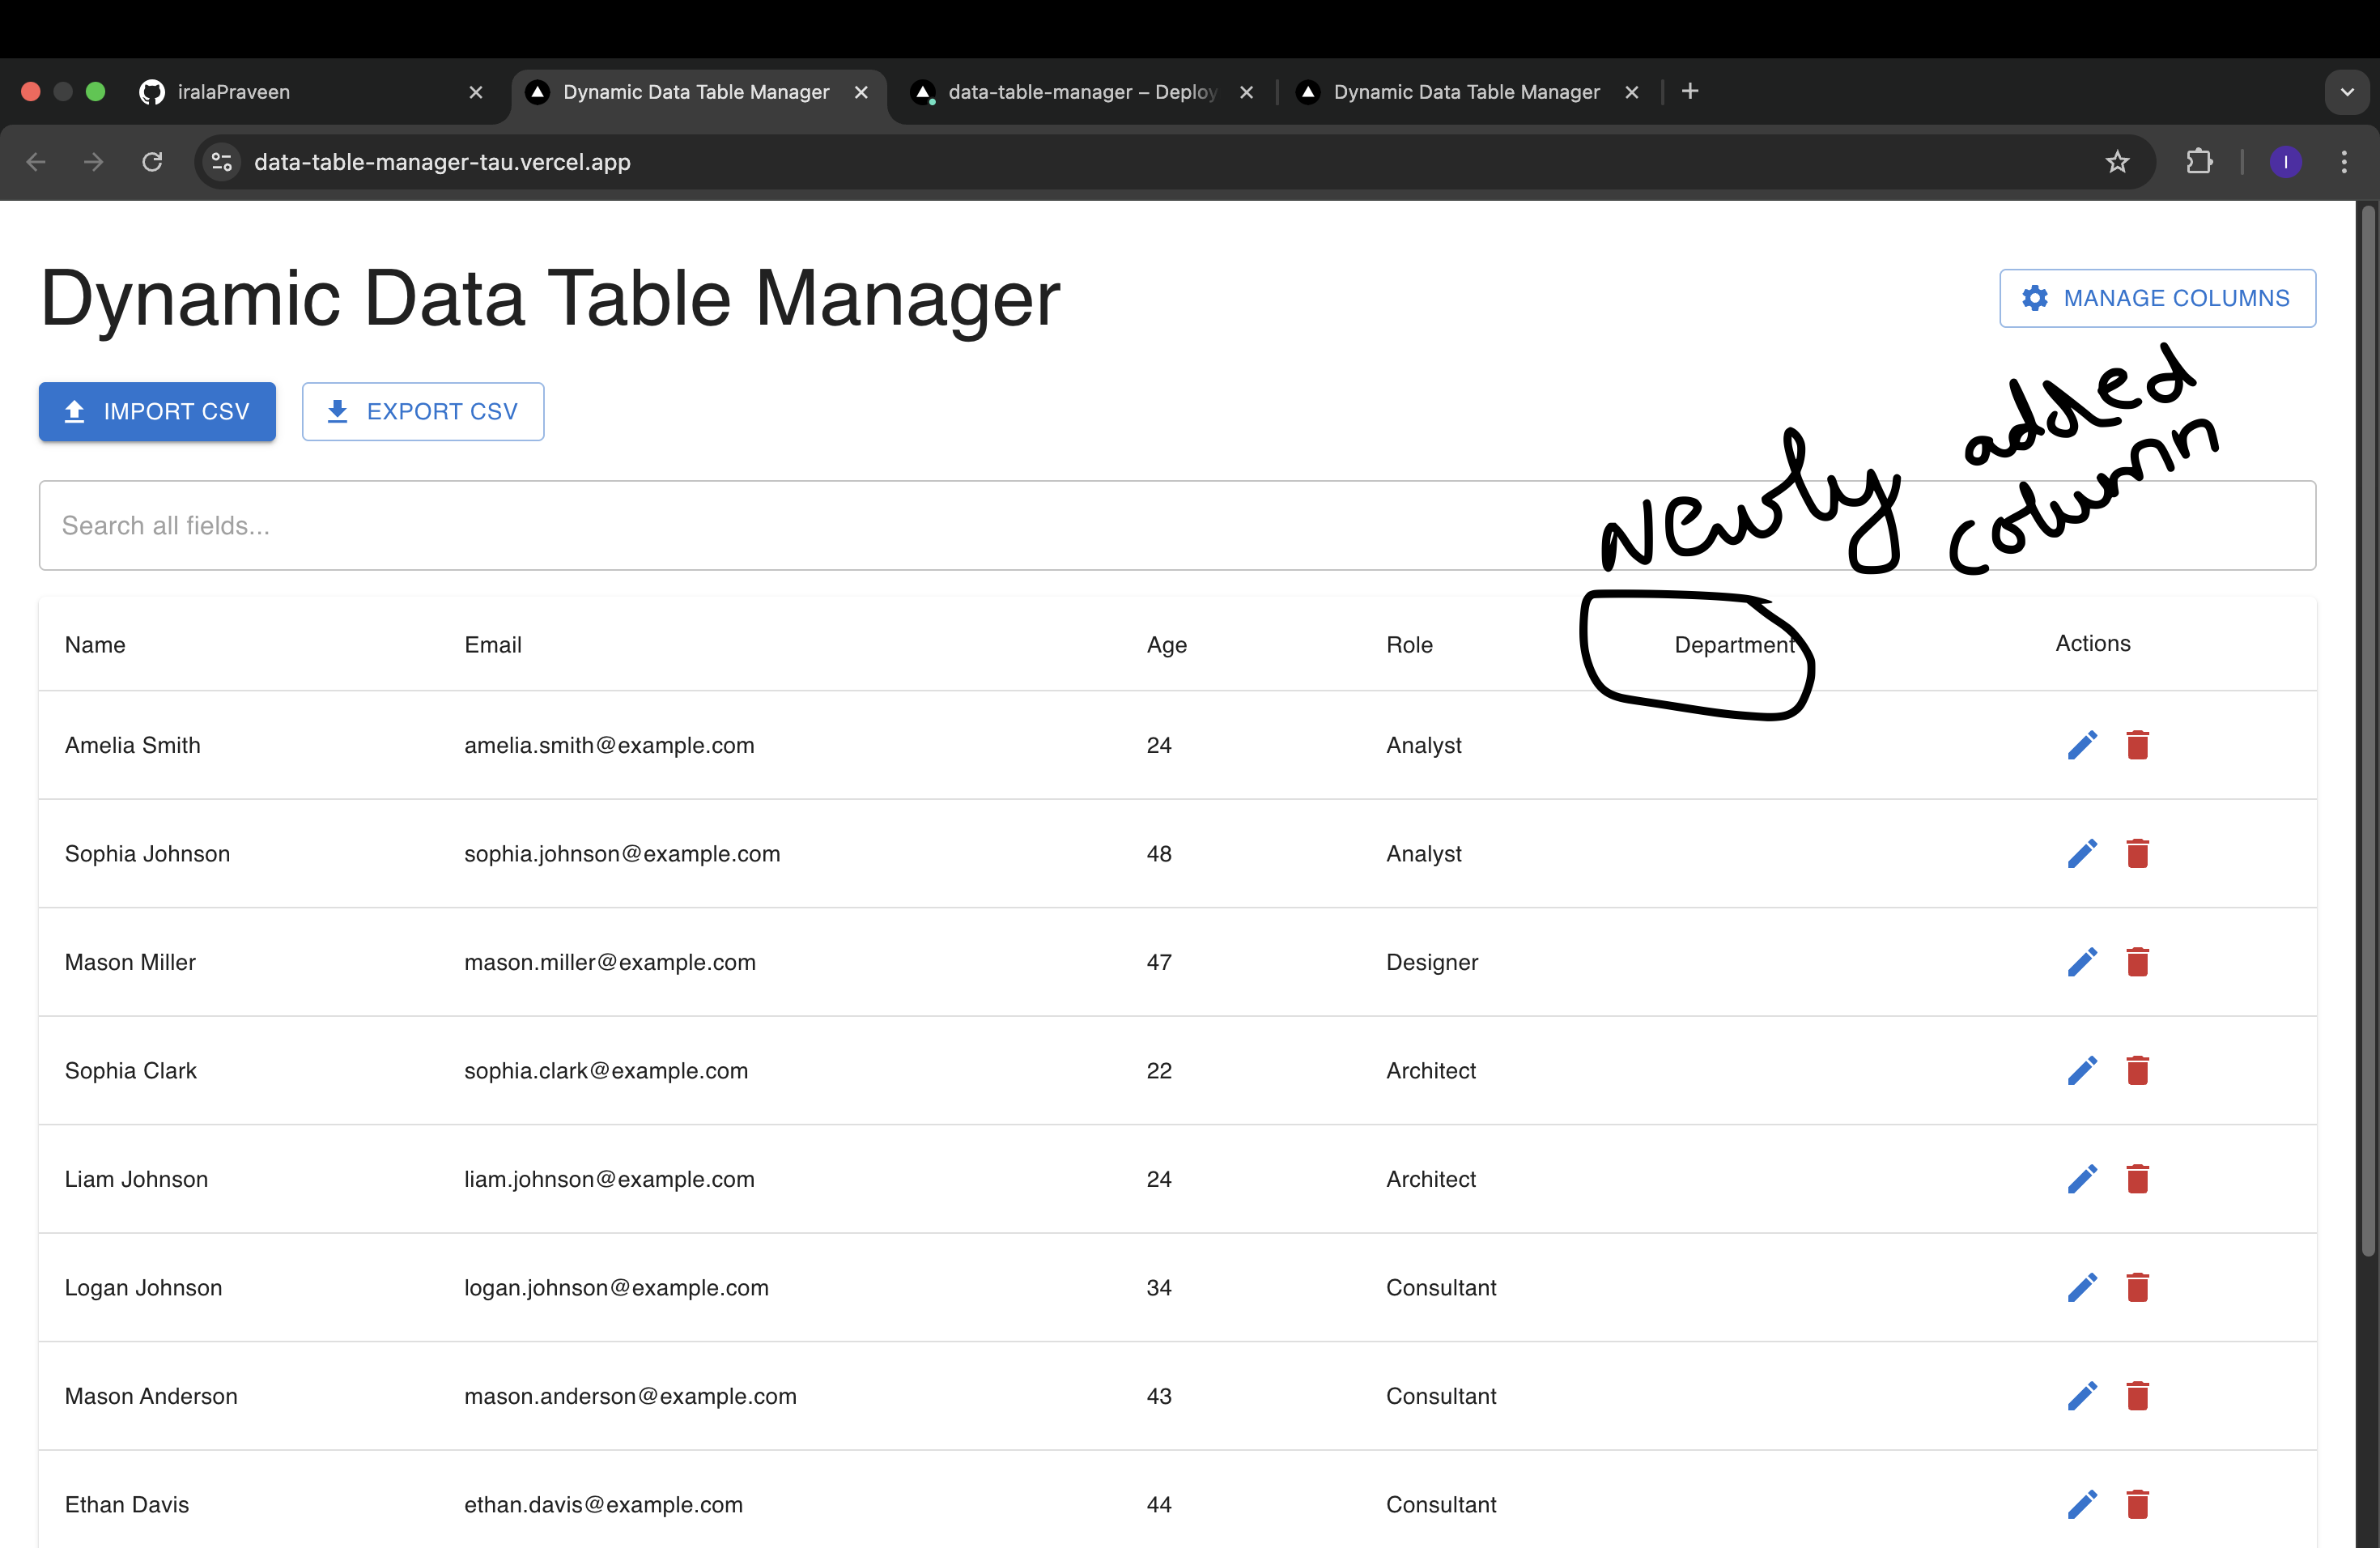 iralaPraveen
Dynamic Data Table Manager
data-table-manager – Deploy
Dynamic Data Table Manager
data-table-manager-tau.vercel.app
I
Dynamic Data Table Manager
MANAGE COLUMNS
IMPORT CSV EXPORT CSV
Newly added
column
Search all fields...
Name Email Age Role Department Actions
Amelia Smith amelia.smith@example.com 24 Analyst
Sophia Johnson sophia.johnson@example.com 48 Analyst
Mason Miller mason.miller@example.com 47 Designer
Sophia Clark sophia.clark@example.com 22 Architect
Liam Johnson liam.johnson@example.com 24 Architect
Logan Johnson logan.johnson@example.com 34 Consultant
Mason Anderson mason.anderson@example.com 43 Consultant
Ethan Davis ethan.davis@example.com 44 Consultant